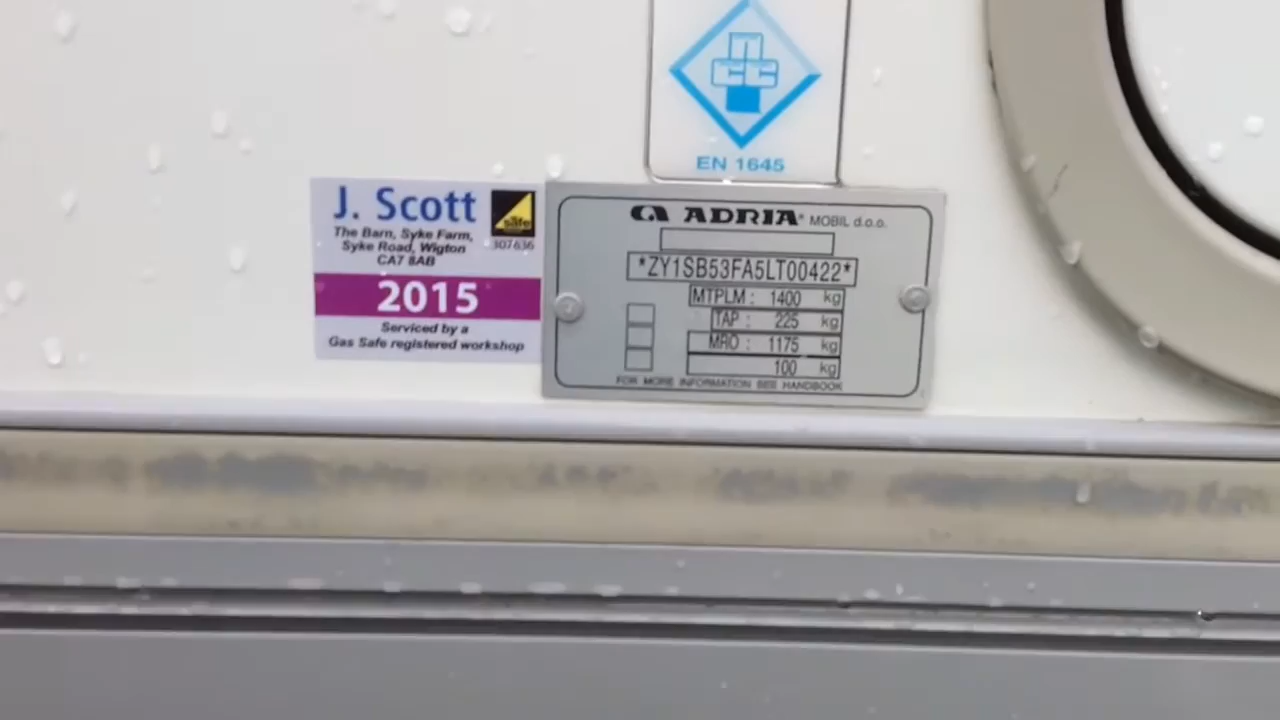 ncc
EN 1645
J. Scott
The Barn, Syke Farm,
Syke Road, Wigton
CA7 8AB
safe
307636
2015
Serviced by a
Gas Safe registered workshop
ADRIA® MOBIL d.o.o.
*ZY1SB53FA5LT00422*
MTPLM : 1400 kg
TAP : 225 kg
MRO : 1175 kg
100 kg
FOR MORE INFORMATION SEE HANDBOOK